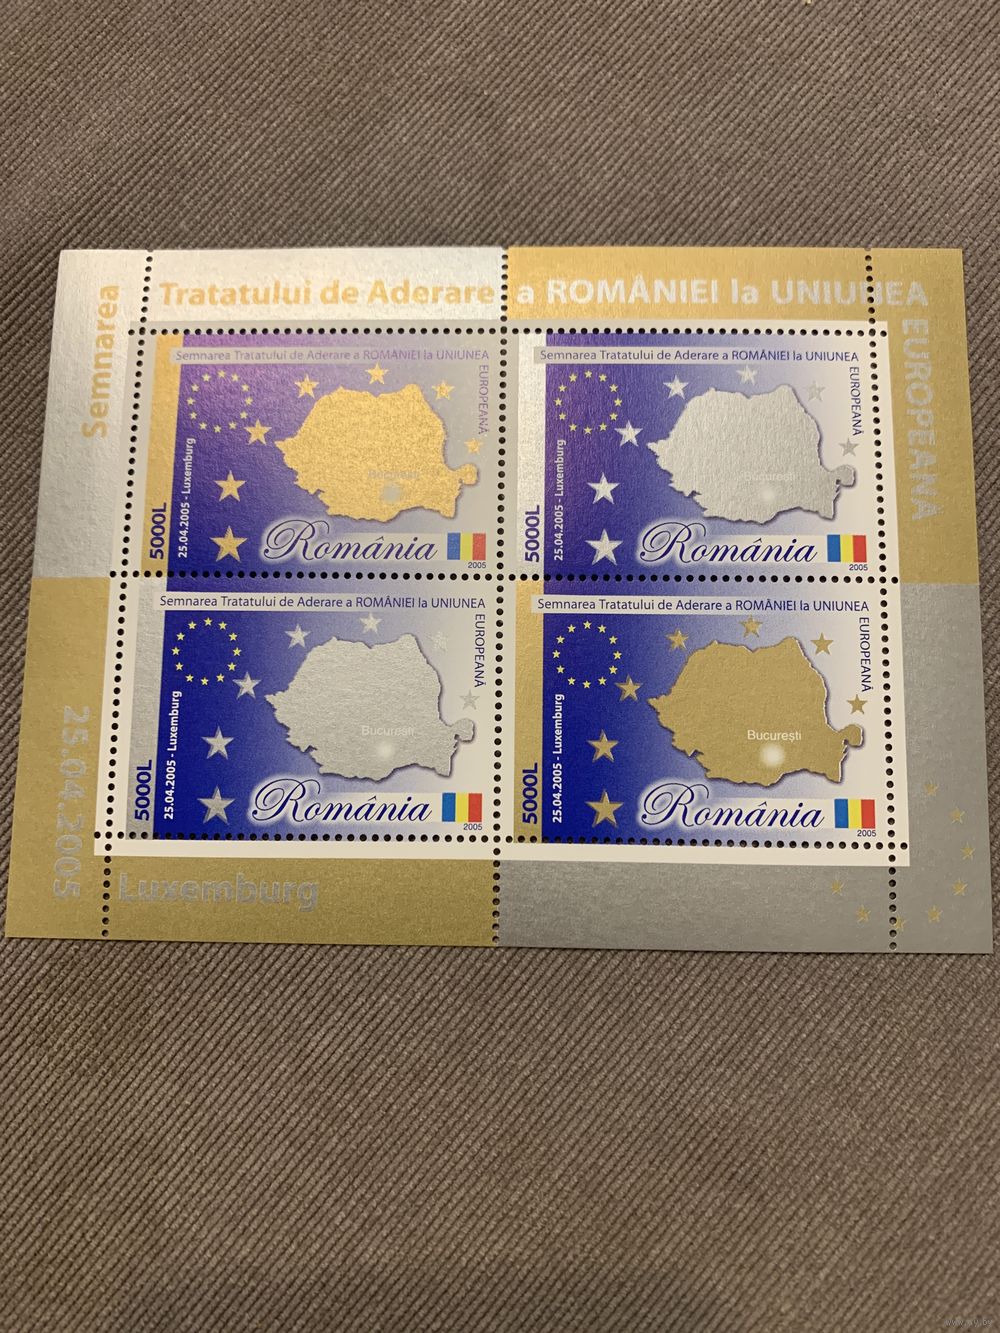 Semnarea
Tratatului de Aderare a ROMÂNIEI la UNIUNEA
EUROPEANĂ
25.04.2005
Luxemburg
Semnarea Tratatului de Aderare a ROMÂNIEI la UNIUNEA
EUROPEANĂ
25.04.2005 - Luxemburg
5000L
București
România
2005
Semnarea Tratatului de Aderare a ROMÂNIEI la UNIUNEA
EUROPEANĂ
25.04.2005 - Luxemburg
5000L
București
România
2005
Semnarea Tratatului de Aderare a ROMÂNIEI la UNIUNEA
EUROPEANĂ
25.04.2005 - Luxemburg
5000L
București
România
2005
Semnarea Tratatului de Aderare a ROMÂNIEI la UNIUNEA
EUROPEANĂ
25.04.2005 - Luxemburg
5000L
București
România
2005